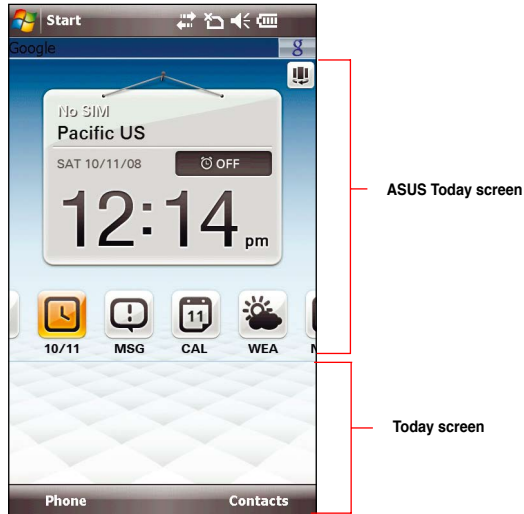 Start
Google g
No SIM
Pacific US
SAT 10/11/08 OFF
12:14 pm
11
10/11 MSG CAL WEA
ASUS Today screen
Today screen
Phone Contacts